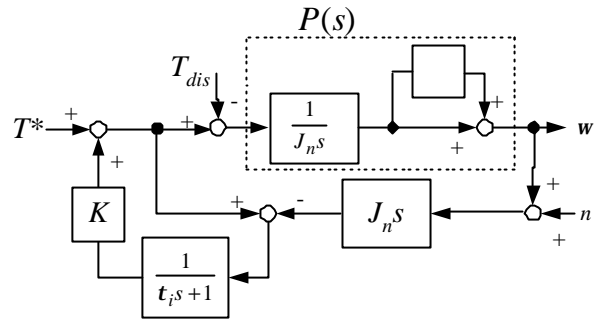 P(s)
T_dis
-
+
T*
+
+
1
J_n s
+
+
w
+
+
-
J_n s
+
n
+
K
1
t_i s+1